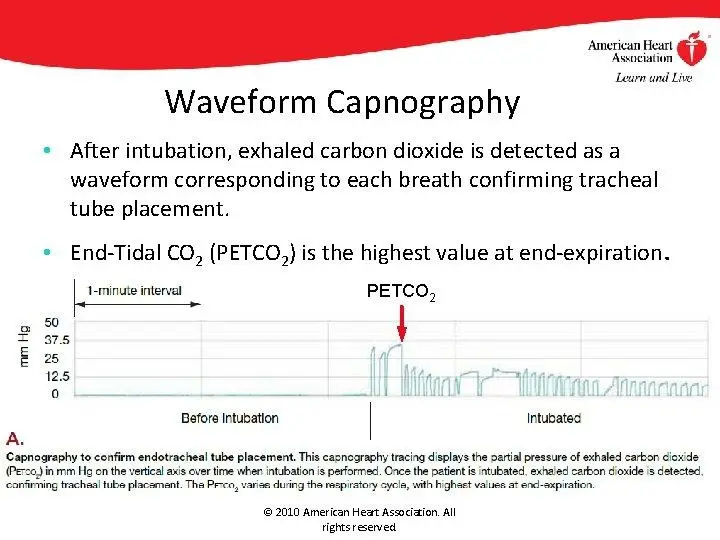 American Heart
Association
Learn and Live
Waveform Capnography
• After intubation, exhaled carbon dioxide is detected as a
waveform corresponding to each breath confirming tracheal
tube placement.
• End-Tidal CO2 (PETCO2) is the highest value at end-expiration.
1-minute interval
PETCO2
mm Hg
50
37.5
25
12.5
0
Before Intubation
Intubated
A.
Capnography to confirm endotracheal tube placement. This capnography tracing displays the partial pressure of exhaled carbon dioxide
(PETCO2) in mm Hg on the vertical axis over time when intubation is performed. Once the patient is intubated, exhaled carbon dioxide is detected,
confirming tracheal tube placement. The PETCO2 varies during the respiratory cycle, with highest values at end-expiration.
© 2010 American Heart Association. All
rights reserved.